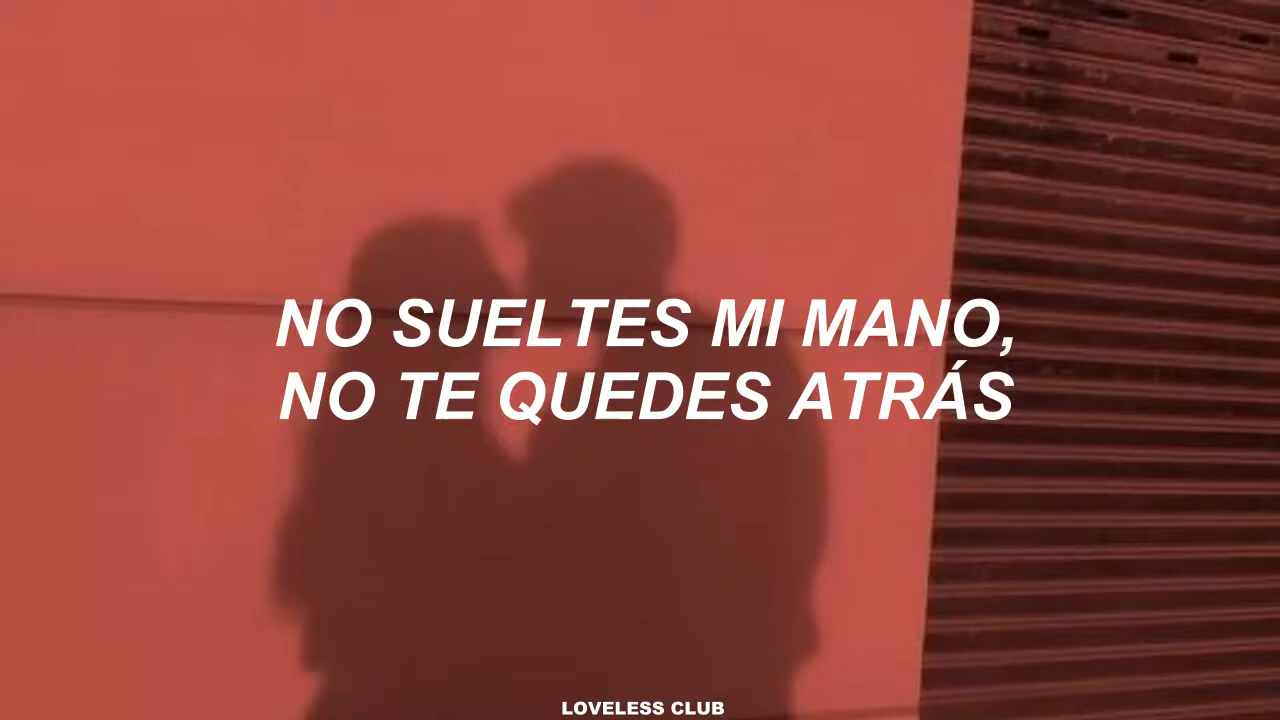 NO SUELTES MI MANO,
NO TE QUEDES ATRÁS
LOVELESS CLUB